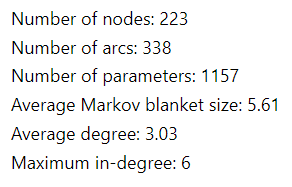 Number of nodes: 223
Number of arcs: 338
Number of parameters: 1157
Average Markov blanket size: 5.61
Average degree: 3.03
Maximum in-degree: 6